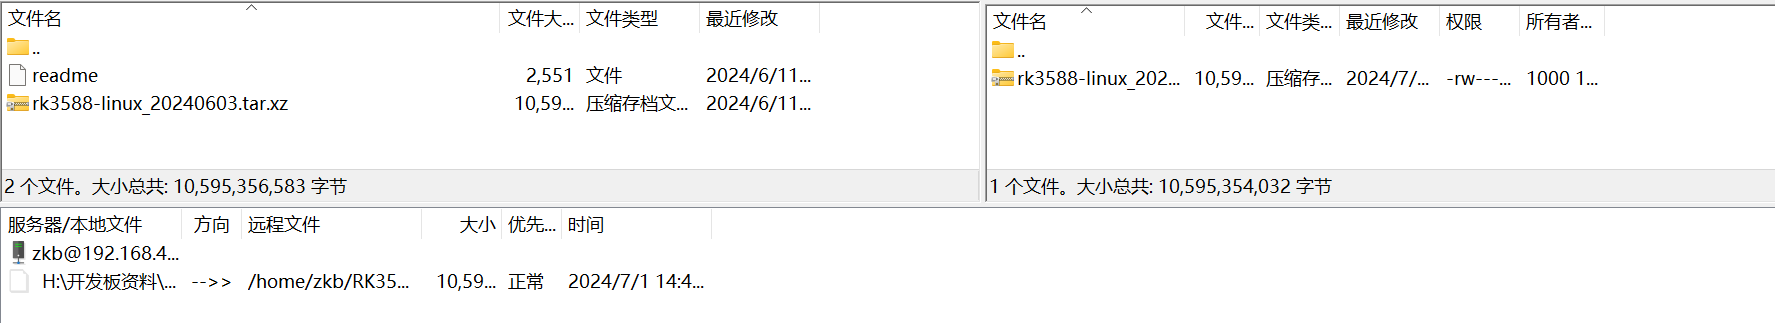 文件名 文件大... 文件类型 最近修改
..
readme 2,551 文件 2024/6/11...
rk3588-linux_20240603.tar.xz 10,59... 压缩存档文... 2024/6/11...
2 个文件。大小总共: 10,595,356,583 字节
文件名 文件... 文件类... 最近修改 权限 所有者...
..
rk3588-linux_202... 10,59... 压缩存... 2024/7/... -rw---... 1000 1...
1 个文件。大小总共: 10,595,354,032 字节
服务器/本地文件 方向 远程文件 大小 优先... 时间
zkb@192.168.4...
H:\开发板资料\... -->> /home/zkb/RK35... 10,59... 正常 2024/7/1 14:4...